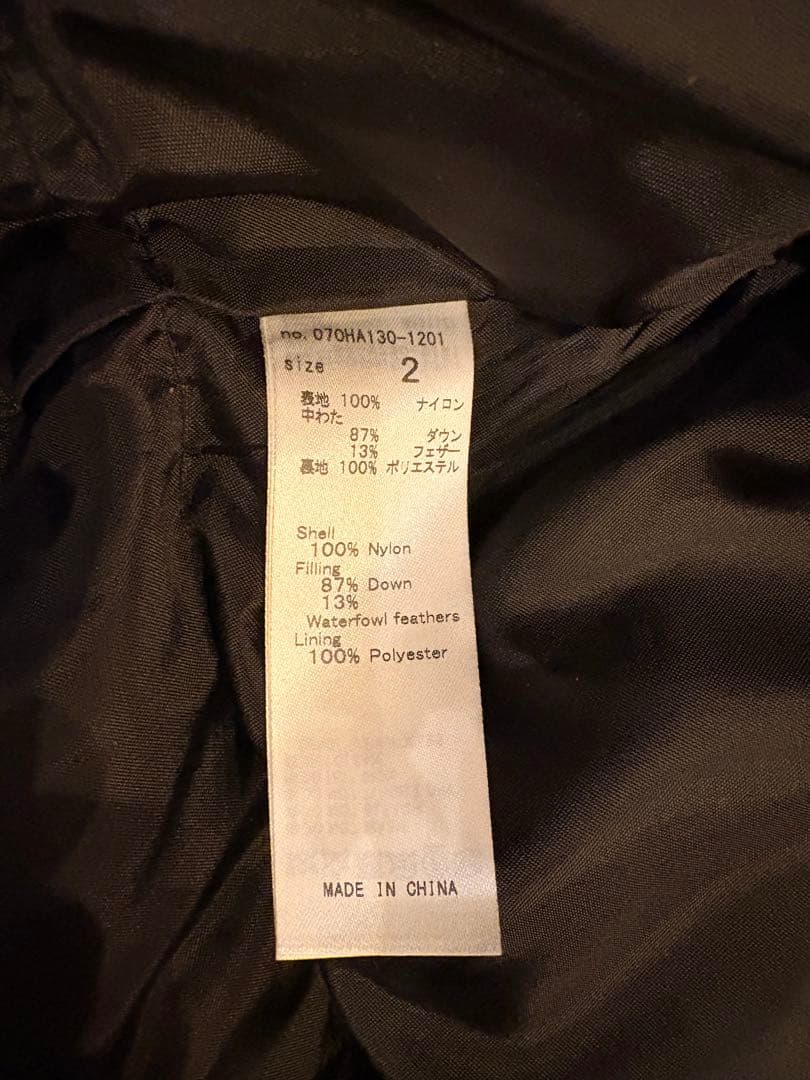 no. 070HA130-1201
size 2
表地 100% ナイロン
中わた
87% ダウン
13% フェザー
裏地 100% ポリエステル
Shell
100% Nylon
Filling
87% Down
13%
Waterfowl feathers
Lining
100% Polyester
MADE IN CHINA